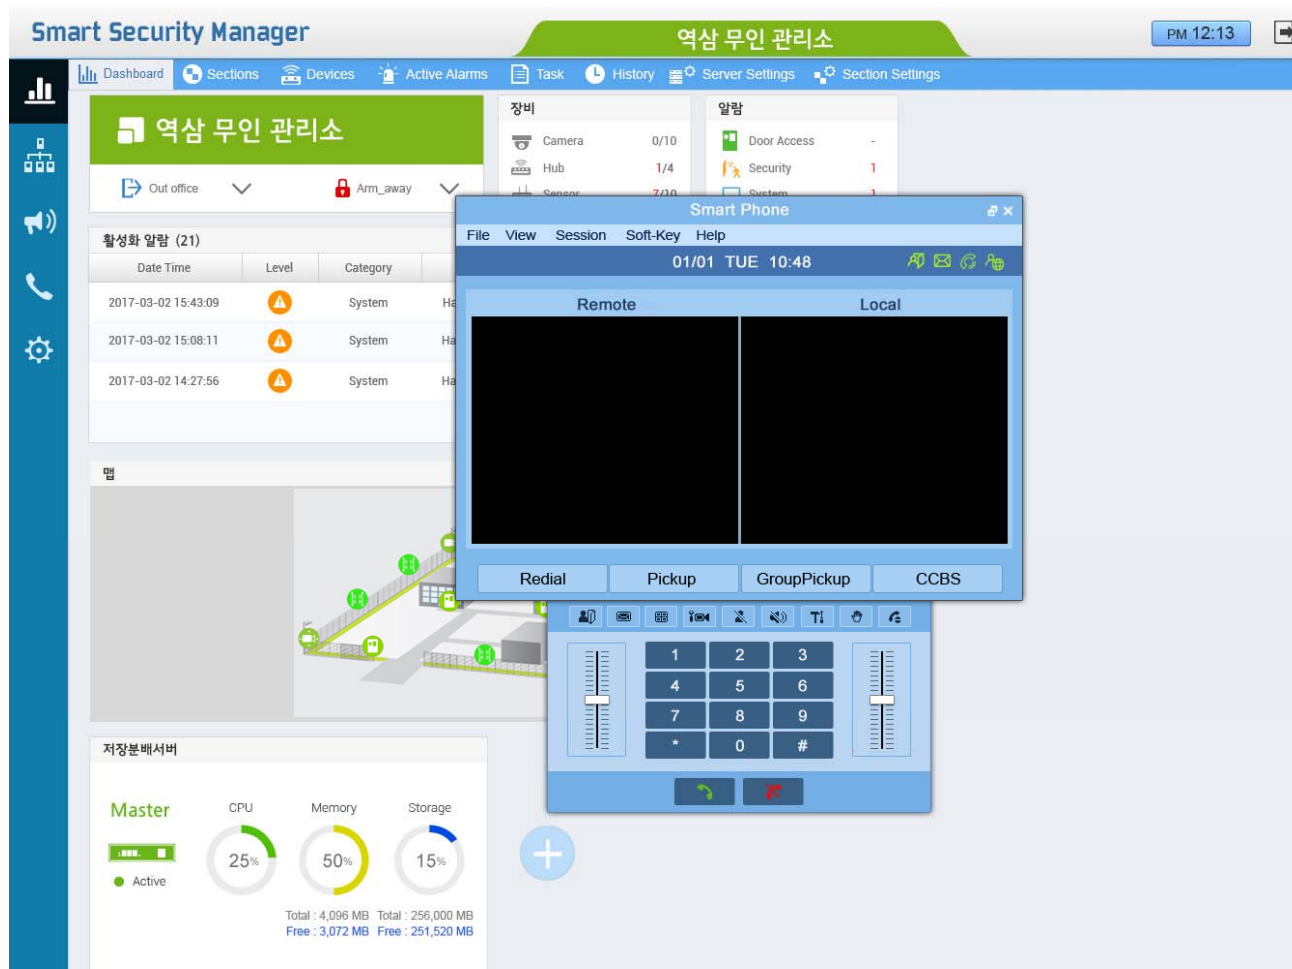 Smart Security Manager
역삼 무인 관리소
PM 12:13
Dashboard Sections Devices Active Alarms Task History Server Settings Section Settings
역삼 무인 관리소
Out office Arm_away
장비
Camera 0/10
Hub 1/4
Sensor 7/10
알람
Door Access -
Security 1
System 1
활성화 알람 (21)
Date Time Level Category
2017-03-02 15:43:09 System Ha
2017-03-02 15:08:11 System Ha
2017-03-02 14:27:56 System Ha
Smart Phone
File View Session Soft-Key Help
01/01 TUE 10:48
Remote Local
Redial Pickup GroupPickup CCBS
1 2 3
4 5 6
7 8 9
* 0 #
맵
저장분배서버
Master
Active
CPU
25%
Memory
50%
Total : 4,096 MB
Free : 3,072 MB
Storage
15%
Total : 256,000 MB
Free : 251,520 MB